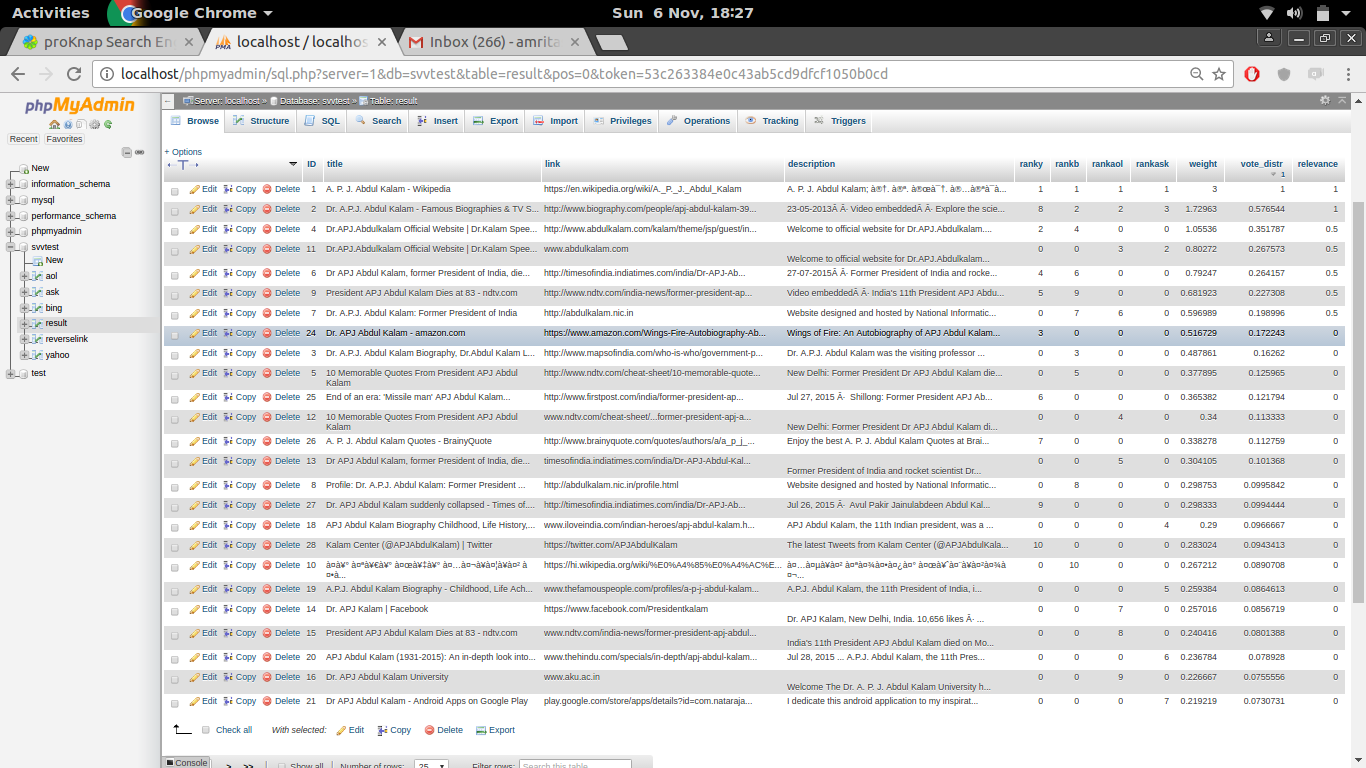 Activities Google Chrome Sun 6 Nov, 18:27
proKnap Search En × localhost / localhos × Inbox (266) - amrita ×
localhost/phpmyadmin/sql.php?server=1&db=svvtest&table=result&pos=0&token=53c263384e0c43ab5cd9dfcf1050b0cd
phpMyAdmin
Recent Favorites
New
information_schema
mysql
performance_schema
phpmyadmin
svvtest
New
aol
ask
bing
result
reverselink
yahoo
test
Server: localhost » Database: svvtest » Table: result
Browse Structure SQL Search Insert Export Import Privileges Operations Tracking Triggers
+ Options
ID title link description ranky rankb rankaol rankask weight vote_distr 1 relevance
Edit Copy Delete 1 A. P. J. Abdul Kalam - Wikipedia https://en.wikipedia.org/wiki/A._P._J._Abdul_Kalam A. P. J. Abdul Kalam; 1 1 1 1 3 1 1
Edit Copy Delete 2 Dr. A.P.J. Abdul Kalam - Famous Biographies & TV S... http://www.biography.com/people/apj-abdul-kalam-39... 23-05-2013Â Â· Video embeddedÂ Â· Explore the scie... 8 2 2 3 1.72963 0.576544 1
Edit Copy Delete 4 Dr.APJ.Abdulkalam Official Website | Dr.Kalam Spee... http://www.abdulkalam.com/kalam/theme/jsp/guest/in... Welcome to official website for Dr.APJ.Abdulkalam.... 2 4 0 0 1.05536 0.351787 0.5
Edit Copy Delete 11 Dr.APJ.Abdulkalam Official Website | Dr.Kalam Spee... www.abdulkalam.com 0 0 3 2 0.80272 0.267573 0.5
Welcome to official website for Dr.APJ.Abdulkalam...
Edit Copy Delete 6 Dr APJ Abdul Kalam, former President of India, die... http://timesofindia.indiatimes.com/india/Dr-APJ-Ab... 27-07-2015Â Â· Former President of India and rocke... 4 6 0 0 0.79247 0.264157 0.5
Edit Copy Delete 9 President APJ Abdul Kalam Dies at 83 - ndtv.com http://www.ndtv.com/india-news/former-president-ap... Video embeddedÂ Â· India's 11th President APJ Abdu... 5 9 0 0 0.681923 0.227308 0.5
Edit Copy Delete 7 Dr. A.P.J. Abdul Kalam: Former President of India http://abdulkalam.nic.in Website designed and hosted by National Informatic... 0 7 6 0 0.596989 0.198996 0.5
Edit Copy Delete 24 Dr. APJ Abdul Kalam - amazon.com https://www.amazon.com/Wings-Fire-Autobiography-Ab... Wings of Fire: An Autobiography of APJ Abdul Kalam... 3 0 0 0 0.516729 0.172243 0
Edit Copy Delete 3 Dr. A.P.J. Abdul Kalam Biography, Dr.Abdul Kalam L... http://www.mapsofindia.com/who-is-who/government-p... Dr. A.P.J. Abdul Kalam was the visiting professor ... 0 3 0 0 0.487861 0.16262 0
Edit Copy Delete 5 10 Memorable Quotes From President APJ Abdul http://www.ndtv.com/cheat-sheet/10-memorable-quote... New Delhi: Former President Dr APJ Abdul Kalam die... 0 5 0 0 0.377895 0.125965 0
Kalam
Edit Copy Delete 25 End of an era: 'Missile man' APJ Abdul Kalam... http://www.firstpost.com/india/former-president-ap... Jul 27, 2015 Â· Shillong: Former President APJ Ab... 6 0 0 0 0.365382 0.121794 0
Edit Copy Delete 12 10 Memorable Quotes From President APJ Abdul www.ndtv.com/cheat-sheet/...former-president-apj-a... 0 0 4 0 0.34 0.113333 0
Kalam New Delhi: Former President Dr APJ Abdul Kalam di...
Edit Copy Delete 26 A. P. J. Abdul Kalam Quotes - BrainyQuote http://www.brainyquote.com/quotes/authors/a/a_p_j_... Enjoy the best A. P. J. Abdul Kalam Quotes at Brai... 7 0 0 0 0.338278 0.112759 0
Edit Copy Delete 13 Dr APJ Abdul Kalam, former President of India, die... timesofindia.indiatimes.com/india/Dr-APJ-Abdul-Kal... 0 0 5 0 0.304105 0.101368 0
Former President of India and rocket scientist Dr...
Edit Copy Delete 8 Profile: Dr. A.P.J. Abdul Kalam: Former President ... http://abdulkalam.nic.in/profile.html Website designed and hosted by National Informatic... 0 8 0 0 0.298753 0.0995842 0
Edit Copy Delete 27 Dr. APJ Abdul Kalam suddenly collapsed - Times of... http://timesofindia.indiatimes.com/india/Dr-APJ-Ab... Jul 26, 2015 Â· Avul Pakir Jainulabdeen Abdul Kal... 9 0 0 0 0.298333 0.0994444 0
Edit Copy Delete 18 APJ Abdul Kalam Biography Childhood, Life History,... www.iloveindia.com/indian-heroes/apj-abdul-kalam.h... APJ Abdul Kalam, the 11th Indian president, was a ... 0 0 0 4 0.29 0.0966667 0
Edit Copy Delete 28 Kalam Center (@APJAbdulKalam) | Twitter https://twitter.com/APJAbdulKalam The latest Tweets from Kalam Center (@APJAbdulKala... 10 0 0 0 0.283024 0.0943413 0
Edit Copy Delete 10 https://hi.wikipedia.org/wiki/%E0%A4%85%E0%A4%AC%E... 0 10 0 0 0.267212 0.0890708 0
Edit Copy Delete 19 A.P.J. Abdul Kalam Biography - Childhood, Life Ach... www.thefamouspeople.com/profiles/a-p-j-abdul-kalam... A.P.J. Abdul Kalam, the 11th President of India, i... 0 0 0 5 0.259384 0.0864613 0
Edit Copy Delete 14 Dr. APJ Kalam | Facebook https://www.facebook.com/Presidentkalam 0 0 7 0 0.257016 0.0856719 0
Dr. APJ Kalam, New Delhi, India. 10,656 likes Â· ...
Edit Copy Delete 15 President APJ Abdul Kalam Dies at 83 - ndtv.com www.ndtv.com/india-news/former-president-apj-abdul... 0 0 8 0 0.240416 0.0801388 0
India's 11th President APJ Abdul Kalam died on Mo...
Edit Copy Delete 20 APJ Abdul Kalam (1931-2015): An in-depth look into... www.thehindu.com/specials/in-depth/apj-abdul-kalam... Jul 28, 2015 ... A.P.J. Abdul Kalam, the 11th Pres... 0 0 0 6 0.236784 0.078928 0
Edit Copy Delete 16 Dr. APJ Abdul Kalam University www.aku.ac.in 0 0 9 0 0.226667 0.0755556 0
Welcome The Dr. A. P. J. Abdul Kalam University h...
Edit Copy Delete 21 Dr APJ Abdul Kalam - Android Apps on Google Play play.google.com/store/apps/details?id=com.nataraja... I dedicate this android application to my inspirat... 0 0 0 7 0.219219 0.0730731 0
Check all With selected: Edit Copy Delete Export
Console > >> Show all Number of rows: 25 Filter rows: Search this table